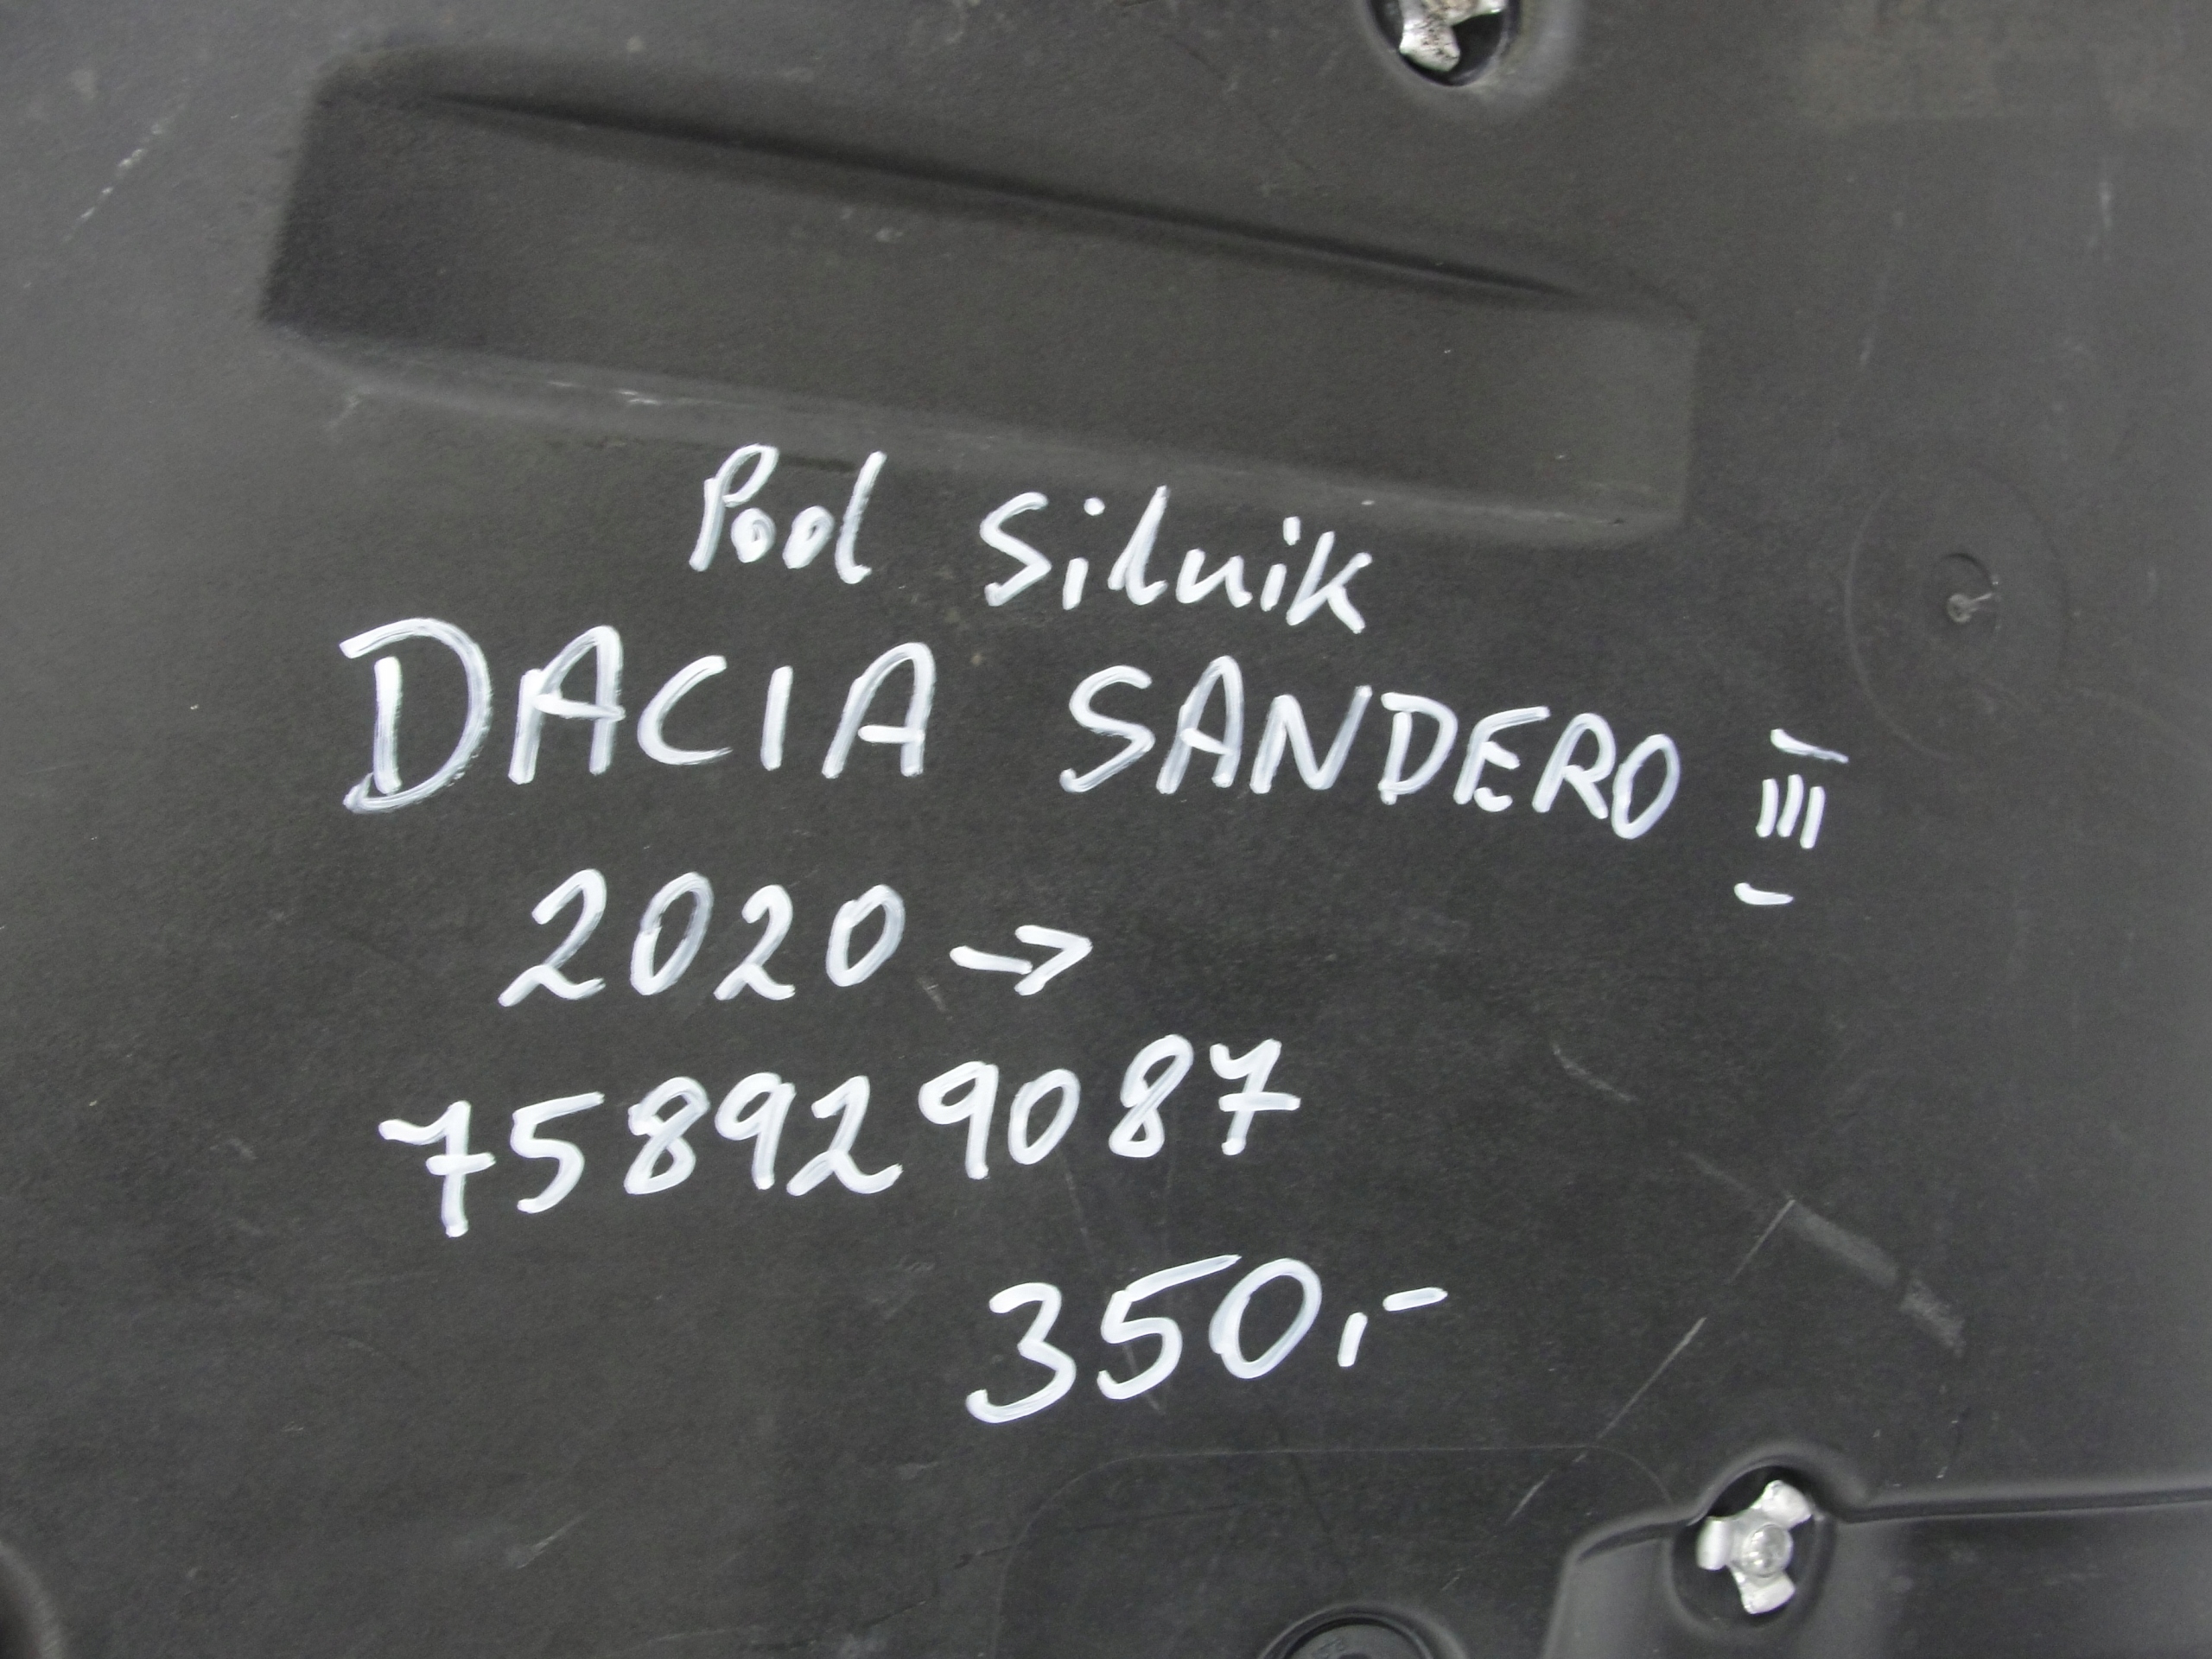 Pod Silnik
DACIA SANDERO III
2020 →
758929087
350,-